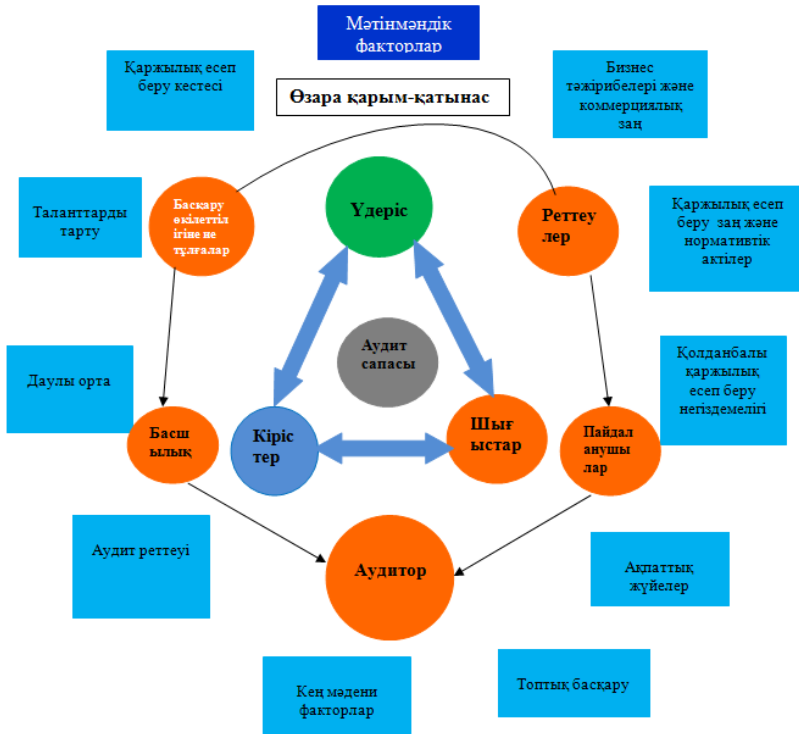 Мәтінмәндік
факторлар
Қаржылық есеп
беру кестесі
Өзара қарым-қатынас
Бизнес
тәжірибелері және
коммерциялық
заң
Таланттарды
тарту
Басқару
өкілеттіл
ігіне не
тұлғалар
Үдеріс
Реттеу
лер
Қаржылық есеп
беру заң және
нормативтік
актілер
Аудит
сапасы
Даулы орта
Қолданбалы
қаржылық
есеп беру
негіздемелігі
Басш
ылық
Кіріс
тер
Шығ
ыстар
Пайдал
анушы
лар
Аудит реттеуі
Аудитор
Ақпаттық
жүйелер
Кең мәдени
факторлар
Топтық басқару